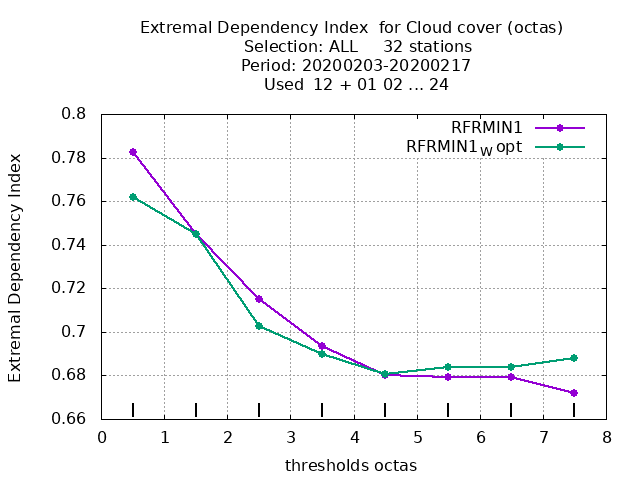 Extremal Dependency Index  for Cloud cover (octas)
Selection: ALL     32 stations
Period: 20200203-20200217
Used  12 + 01 02 ... 24
RFRMIN1
RFRMIN1W opt
Extremal Dependency Index
0.8
0.78
0.76
0.74
0.72
0.7
0.68
0.66
0 1 2 3 4 5 6 7 8
thresholds octas